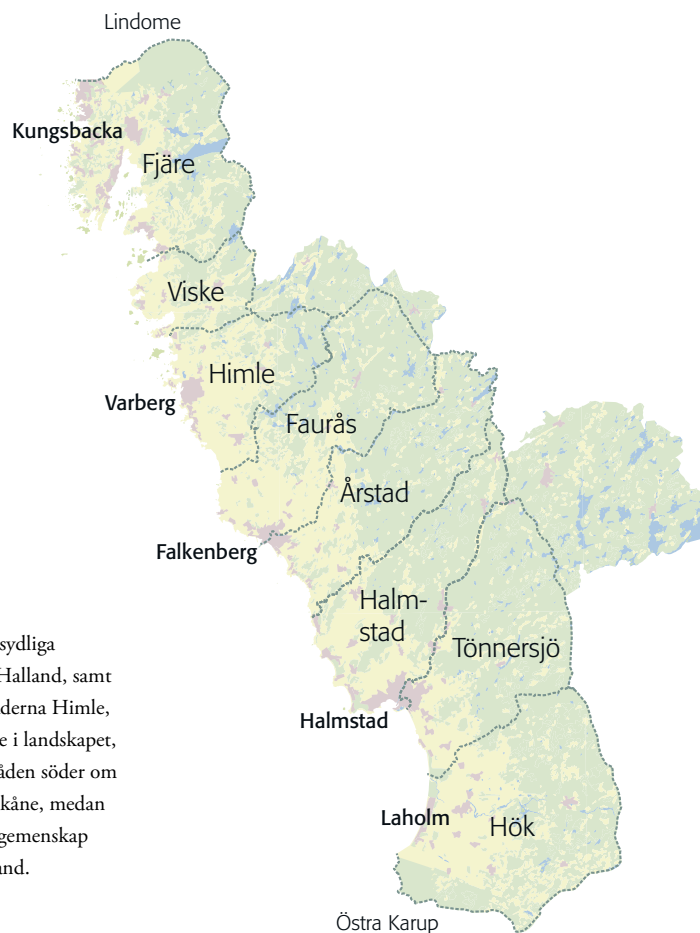 Lindome
Kungsbacka
Fjäre
Viske
Himle
Varberg
Faurås
Årstad
Falkenberg
Halm-
stad
Tönnersjö
Halmstad
Laholm
Hök
Östra Karup
sydliga
Halland, samt
derna Himle,
e i landskapet,
åden söder om
kåne, medan
gemenskap
and.